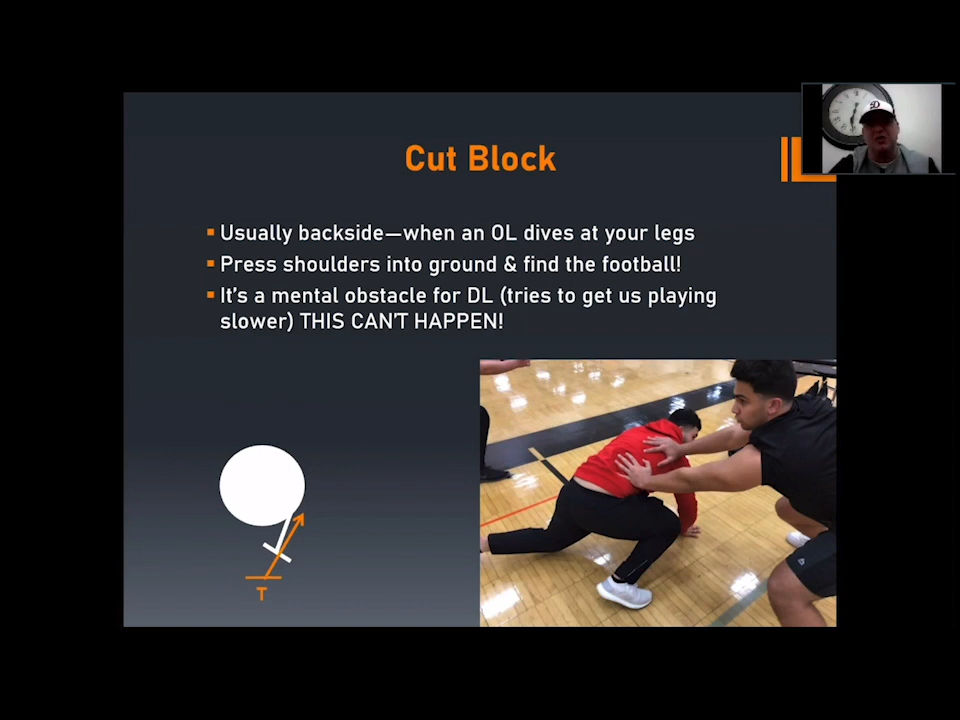 Cut Block
Usually backside—when an OL dives at your legs
Press shoulders into ground & find the football!
It's a mental obstacle for DL (tries to get us playing
slower) THIS CAN'T HAPPEN!
T
D